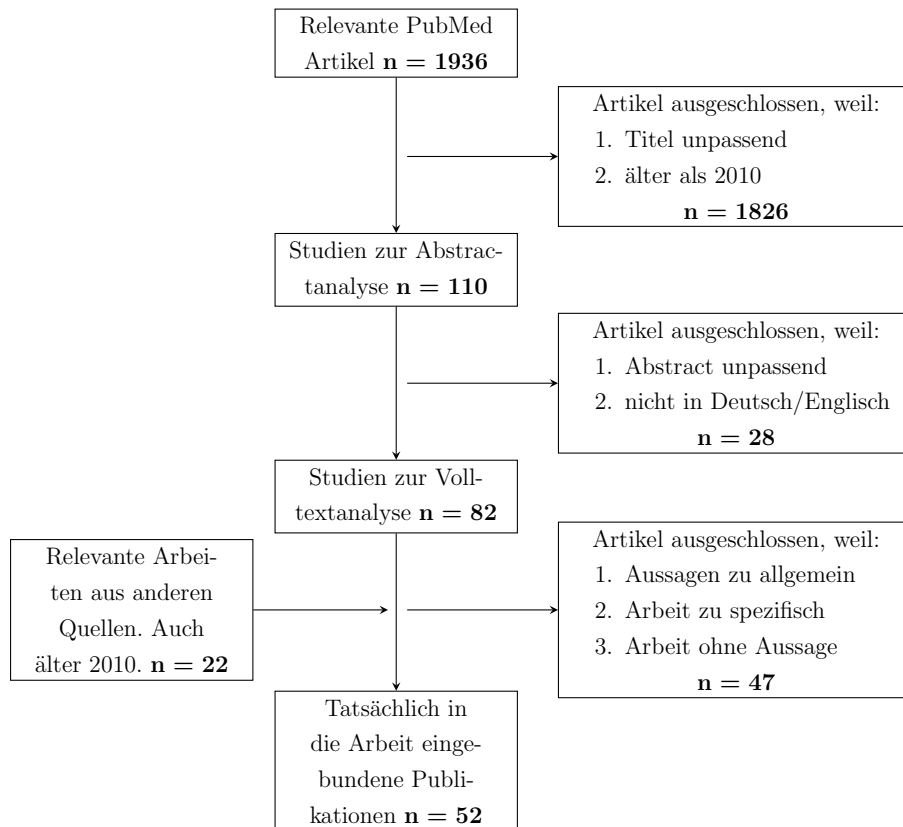 Relevante PubMed
Artikel n = 1936
Artikel ausgeschlossen, weil:
1. Titel unpassend
2. älter als 2010
n = 1826
Studien zur Abstrac-
tanalyse n = 110
Artikel ausgeschlossen, weil:
1. Abstract unpassend
2. nicht in Deutsch/Englisch
n = 28
Studien zur Voll-
textanalyse n = 82
Relevante Arbei-
ten aus anderen
Quellen. Auch
älter 2010. n = 22
Artikel ausgeschlossen, weil:
1. Aussagen zu allgemein
2. Arbeit zu spezifisch
3. Arbeit ohne Aussage
n = 47
Tatsächlich in
die Arbeit einge-
bundene Publi-
kationen n = 52